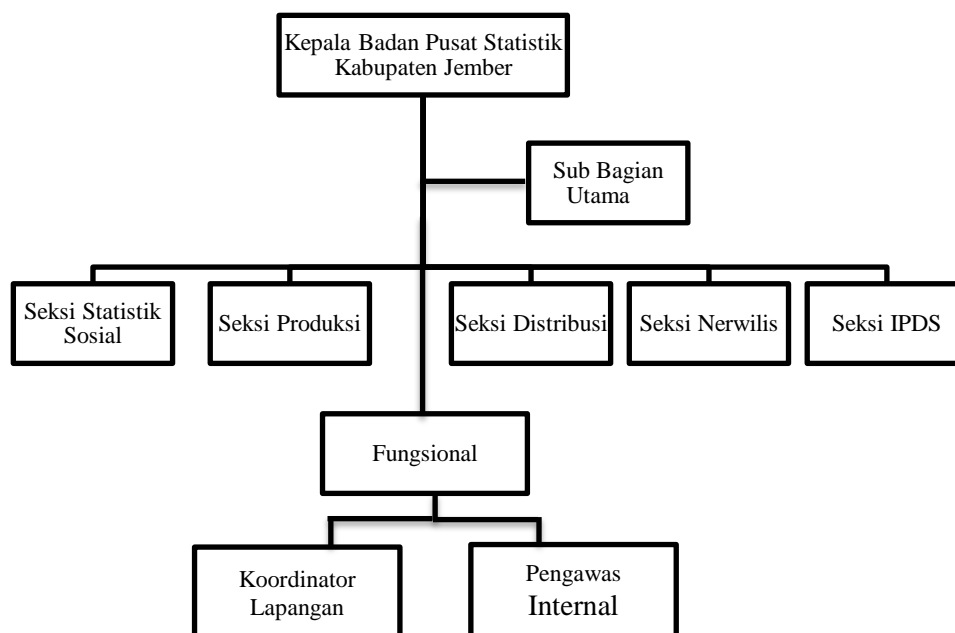 Kepala Badan Pusat Statistik
Kabupaten Jember
Sub Bagian
Utama
Seksi Statistik
Sosial
Seksi Produksi
Seksi Distribusi
Seksi Nerwilis
Seksi IPDS
Fungsional
Koordinator
Lapangan
Pengawas
Internal